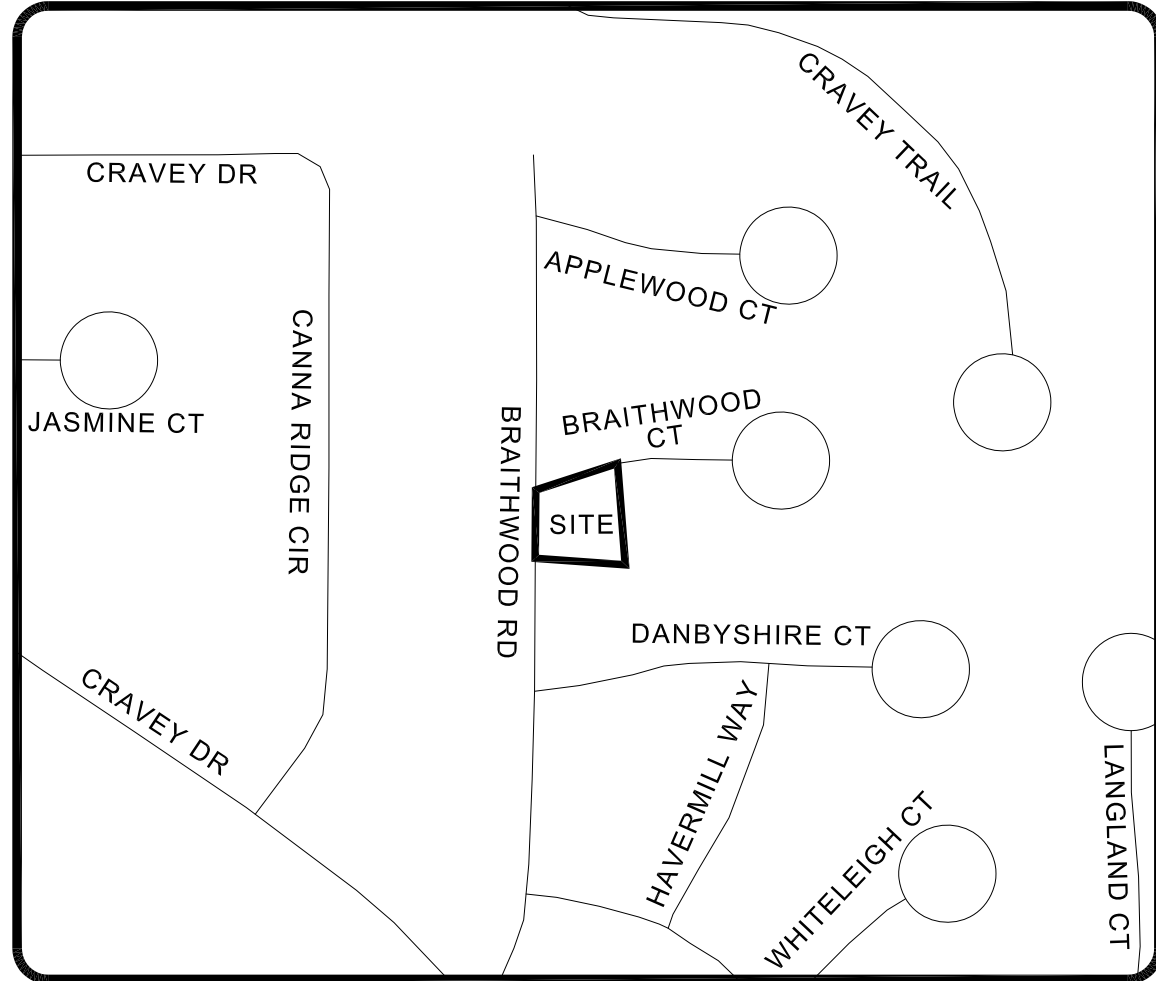 CRAVEY TRAIL
CRAVEY DR
APPLEWOOD CT
CANNA RIDGE CIR
JASMINE CT
BRAITHWOOD
CT
BRAITHWOOD RD
SITE
DANBYSHIRE CT
CRAVEY DR
HAVERMILL WAY
LANGLAND CT
WHITELEIGH CT